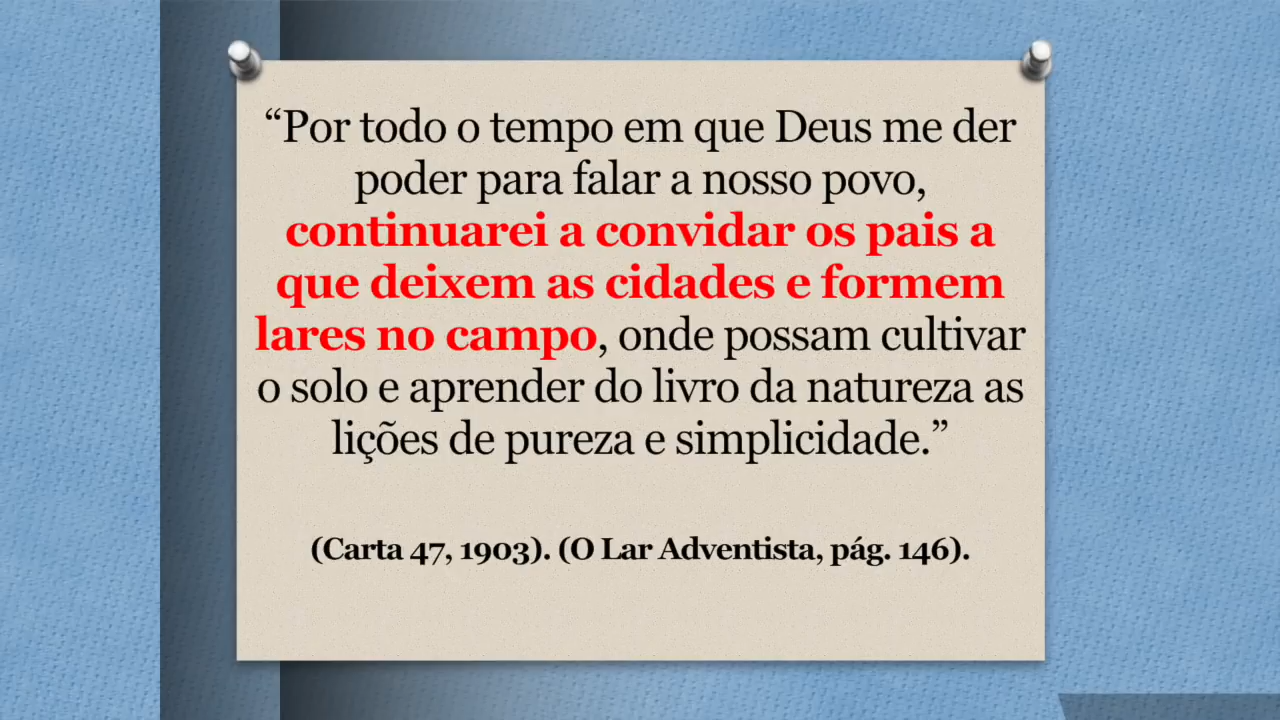 “Por todo o tempo em que Deus me der
poder para falar a nosso povo,
continuarei a convidar os pais a
que deixem as cidades e formem
lares no campo, onde possam cultivar
o solo e aprender do livro da natureza as
lições de pureza e simplicidade.”
(Carta 47, 1903). (O Lar Adventista, pág. 146).